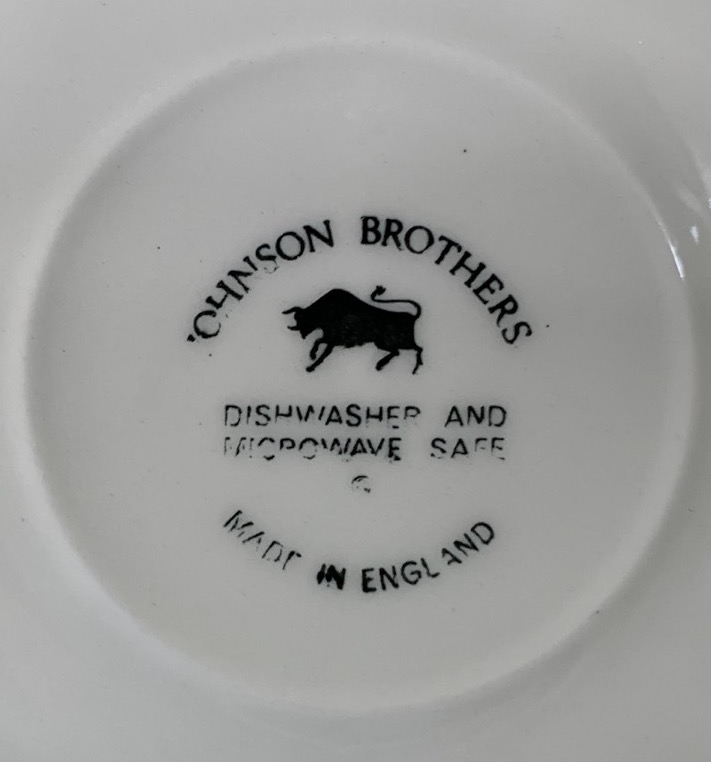 JOHNSON BROTHERS
DISHWASHER AND
MICROWAVE SAFE
©
MADE IN ENGLAND